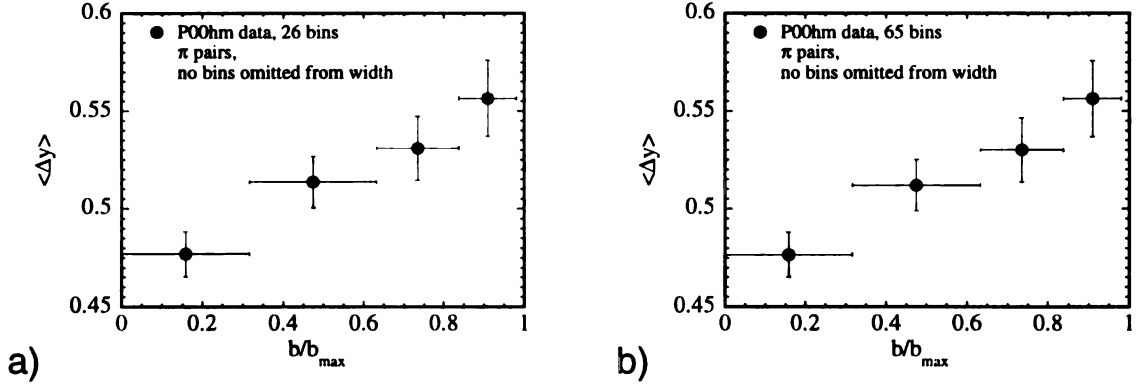 0.6
P00hm data, 26 bins
π pairs,
no bins omitted from width
0.55
<Δy>
0.5
0.45
0 0.2 0.4 0.6 0.8 1
b/b_max
a)
0.6
P00hm data, 65 bins
π pairs,
no bins omitted from width
0.55
<Δy>
0.5
0.45
0 0.2 0.4 0.6 0.8 1
b/b_max
b)